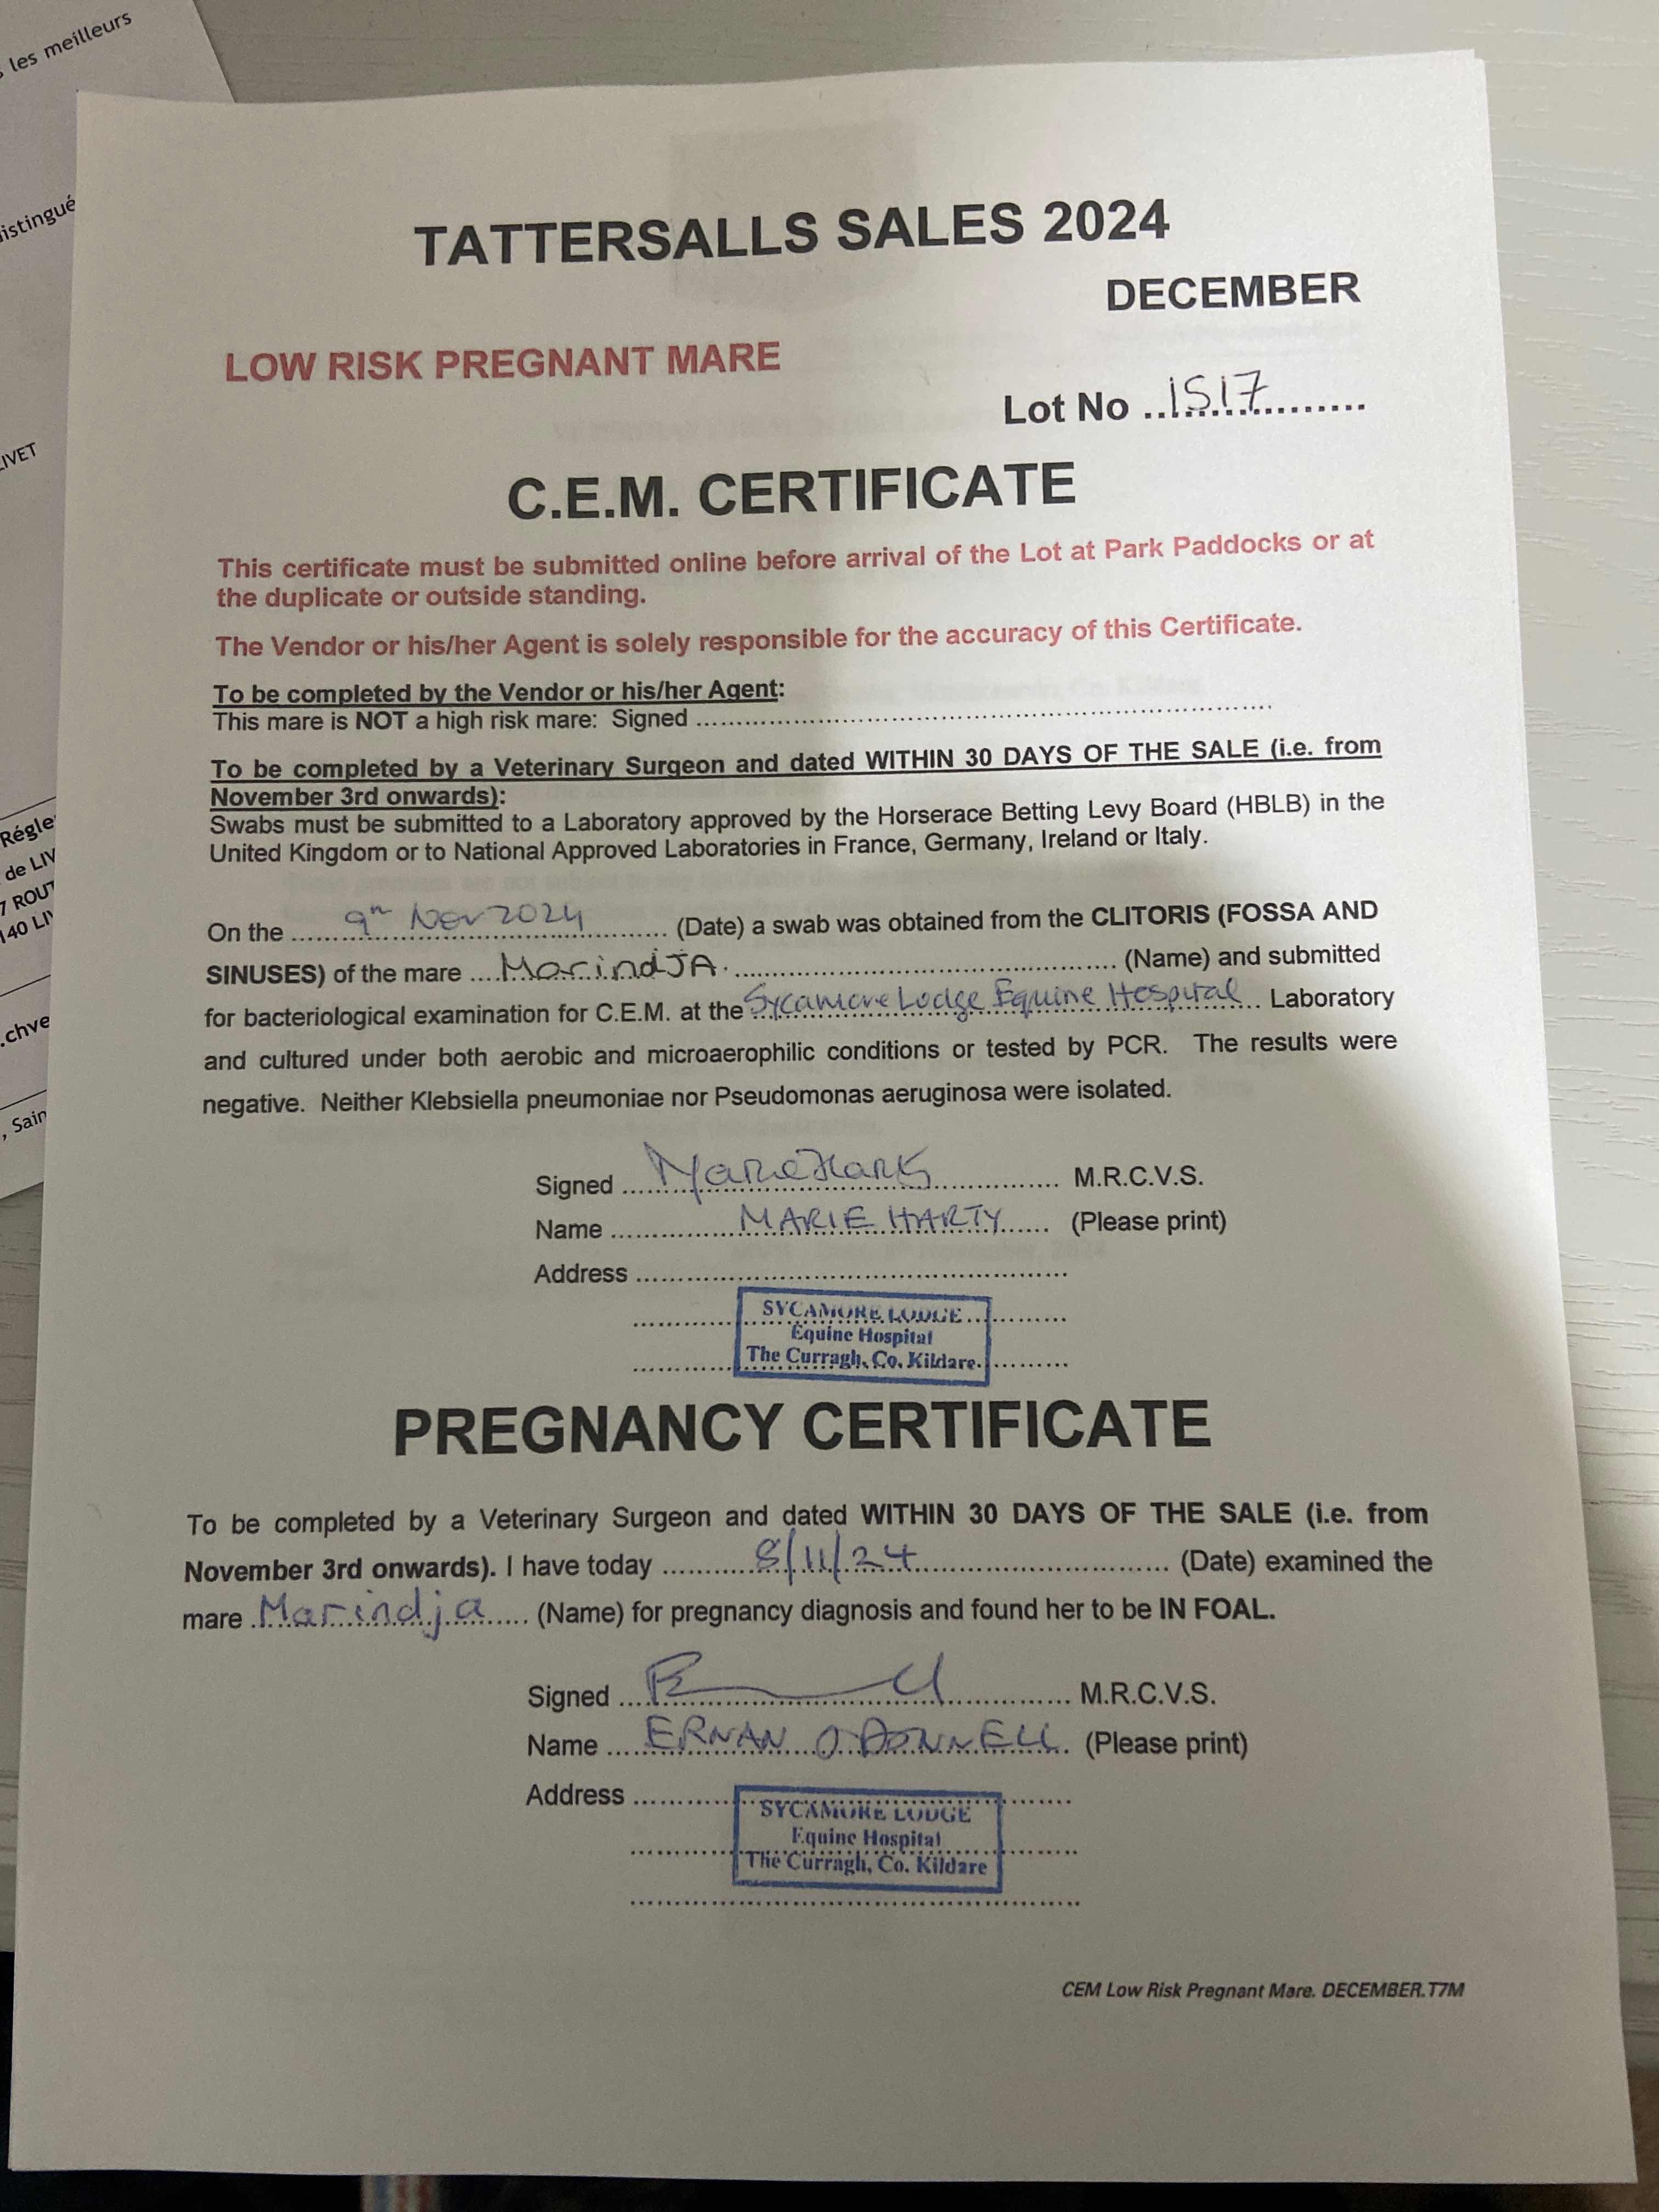 les meilleurs
istingué
IVET
Régle
de LIV
7 ROUT
140 LIV
.chve
, Sain
TATTERSALLS SALES 2024
DECEMBER
LOW RISK PREGNANT MARE
Lot No ..1517..............
C.E.M. CERTIFICATE
This certificate must be submitted online before arrival of the Lot at Park Paddocks or at
the duplicate or outside standing.
The Vendor or his/her Agent is solely responsible for the accuracy of this Certificate.
To be completed by the Vendor or his/her Agent:
This mare is NOT a high risk mare: Signed ..............................
To be completed by a Veterinary Surgeon and dated WITHIN 30 DAYS OF THE SALE (i.e. from
November 3rd onwards):
Swabs must be submitted to a Laboratory approved by the Horserace Betting Levy Board (HBLB) in the
United Kingdom or to National Approved Laboratories in France, Germany, Ireland or Italy.
On the ......9th Nov 2024...... (Date) a swab was obtained from the CLITORIS (FOSSA AND
SINUSES) of the mare ....MarindJA............... (Name) and submitted
for bacteriological examination for C.E.M. at the Sycamore Lodge Equine Hospital Laboratory
and cultured under both aerobic and microaerophilic conditions or tested by PCR. The results were
negative. Neither Klebsiella pneumoniae nor Pseudomonas aeruginosa were isolated.
Signed ....Marie Harty.......... M.R.C.V.S.
Name ..........MARIE HARTY...... (Please print)
Address ..............................
SYCAMORE LODGE
Equine Hospital
The Curragh, Co. Kildare.
PREGNANCY CERTIFICATE
To be completed by a Veterinary Surgeon and dated WITHIN 30 DAYS OF THE SALE (i.e. from
November 3rd onwards). I have today ..........8/11/24.................... (Date) examined the
mare ..Marindja...... (Name) for pregnancy diagnosis and found her to be IN FOAL.
Signed .............................. M.R.C.V.S.
Name .....ERNAN O DONNELL.. (Please print)
Address ..............................
SYCAMORE LODGE
Equine Hospital
The Curragh, Co. Kildare
CEM Low Risk Pregnant Mare. DECEMBER.T7M